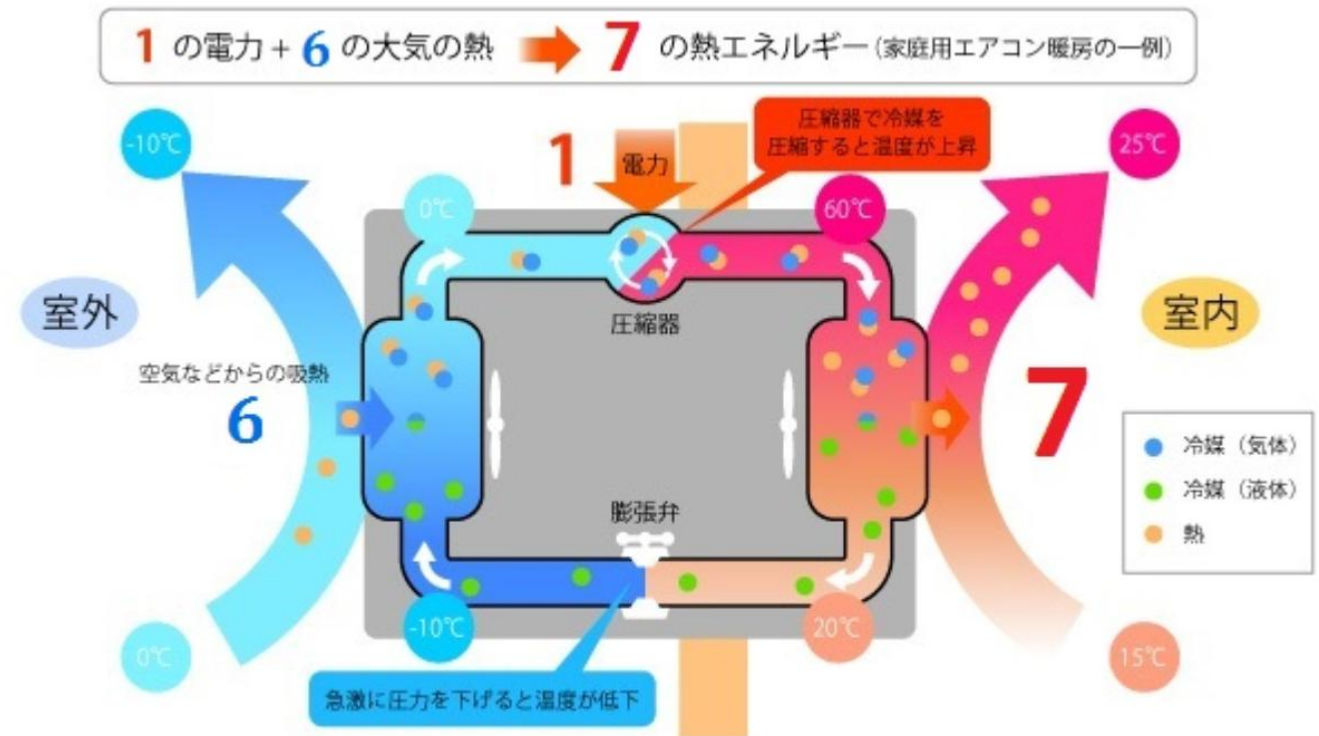 1 の電力 + 6 の大気の熱 7 の熱エネルギー (家庭用エアコン暖房の一例)
-10℃
圧縮器で冷媒を
圧縮すると温度が上昇
25℃
1
電力
0℃
60℃
室外
圧縮器
室内
空気などからの吸熱
6
7
冷媒 (気体)
冷媒 (液体)
熱
膨張弁
-10℃
20℃
0℃
15℃
急激に圧力を下げると温度が低下